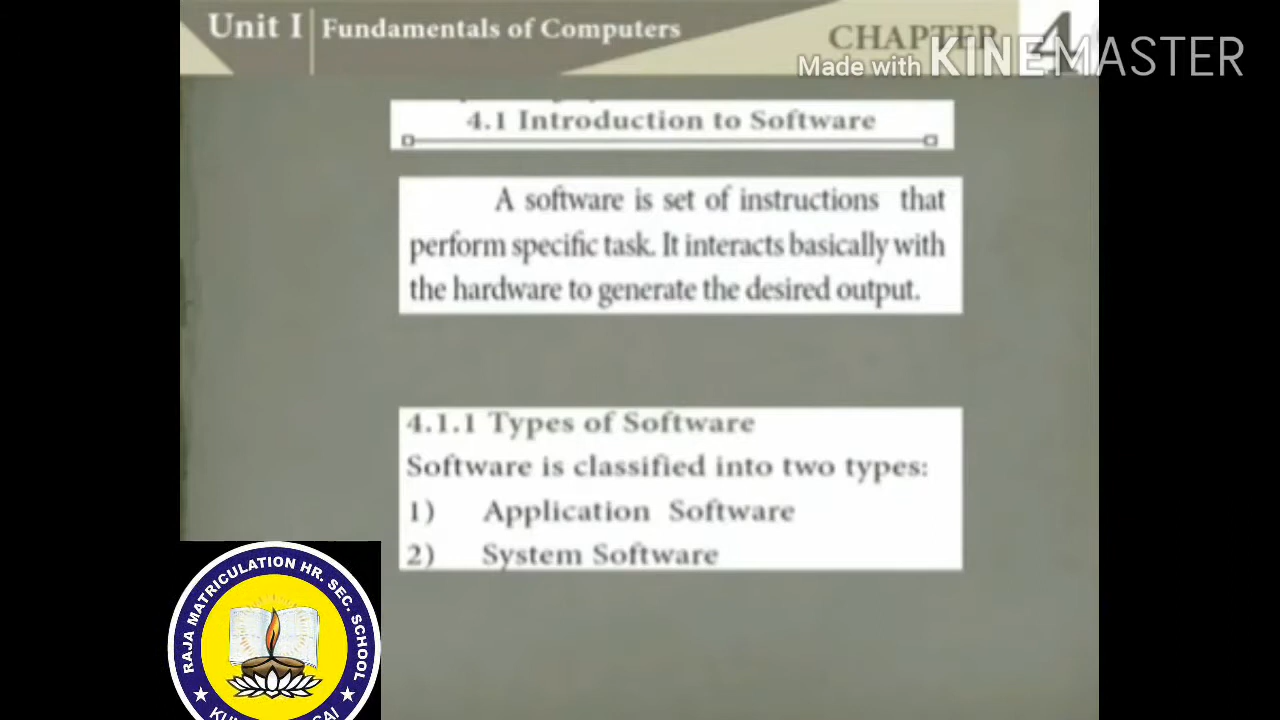 Unit I Fundamentals of Computers
CHAPTER 4
Made with KINEMASTER
4.1 Introduction to Software
A software is set of instructions that
perform specific task. It interacts basically with
the hardware to generate the desired output.
4.1.1 Types of Software
Software is classified into two types:
1) Application Software
2) System Software
RAJA MATRICULATION HR. SEC. SCHOOL